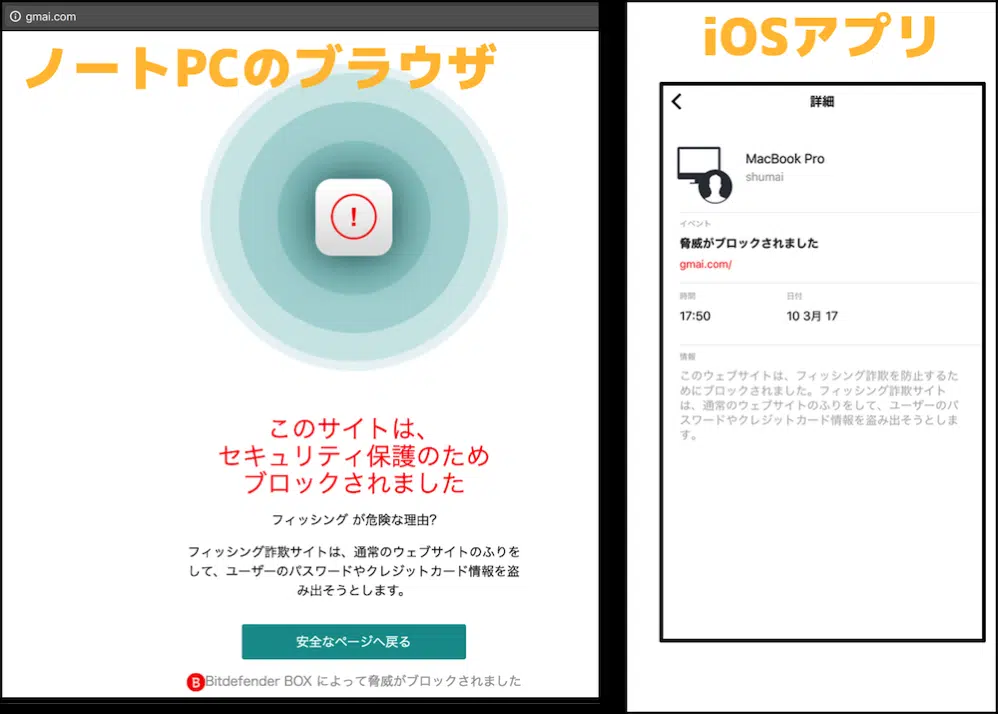 gmai.com
ノートPCのブラウザ
!
このサイトは、
セキュリティ保護のため
ブロックされました
フィッシング が危険な理由?
フィッシング詐欺サイトは、通常のウェブサイトのふりを
して、ユーザーのパスワードやクレジットカード情報を盗
み出そうとします。
安全なページへ戻る
B Bitdefender BOX によって脅威がブロックされました
iOSアプリ
詳細
MacBook Pro
shumai
イベント
脅威がブロックされました
gmai.com/
時間 日付
17:50 10 3月 17
情報
このウェブサイトは、フィッシング詐欺を防止するた
めにブロックされました。フィッシング詐欺サイト
は、通常のウェブサイトのふりをして、ユーザーのパ
スワードやクレジットカード情報を盗み出そうとしま
す。